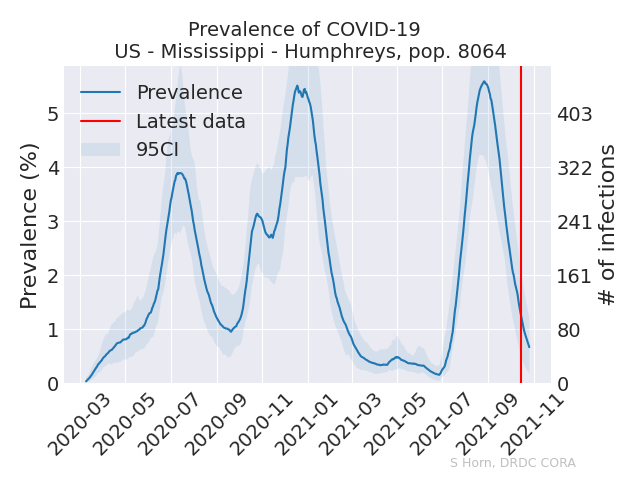 Prevalence of COVID-19
US - Mississippi - Humphreys, pop. 8064
Prevalence
Latest data
95CI
Prevalence (%)
5
4
3
2
1
0
403
322
241
161
80
0
# of infections
2020-03
2020-05
2020-07
2020-09
2020-11
2021-01
2021-03
2021-05
2021-07
2021-09
2021-11
S Horn, DRDC CORA